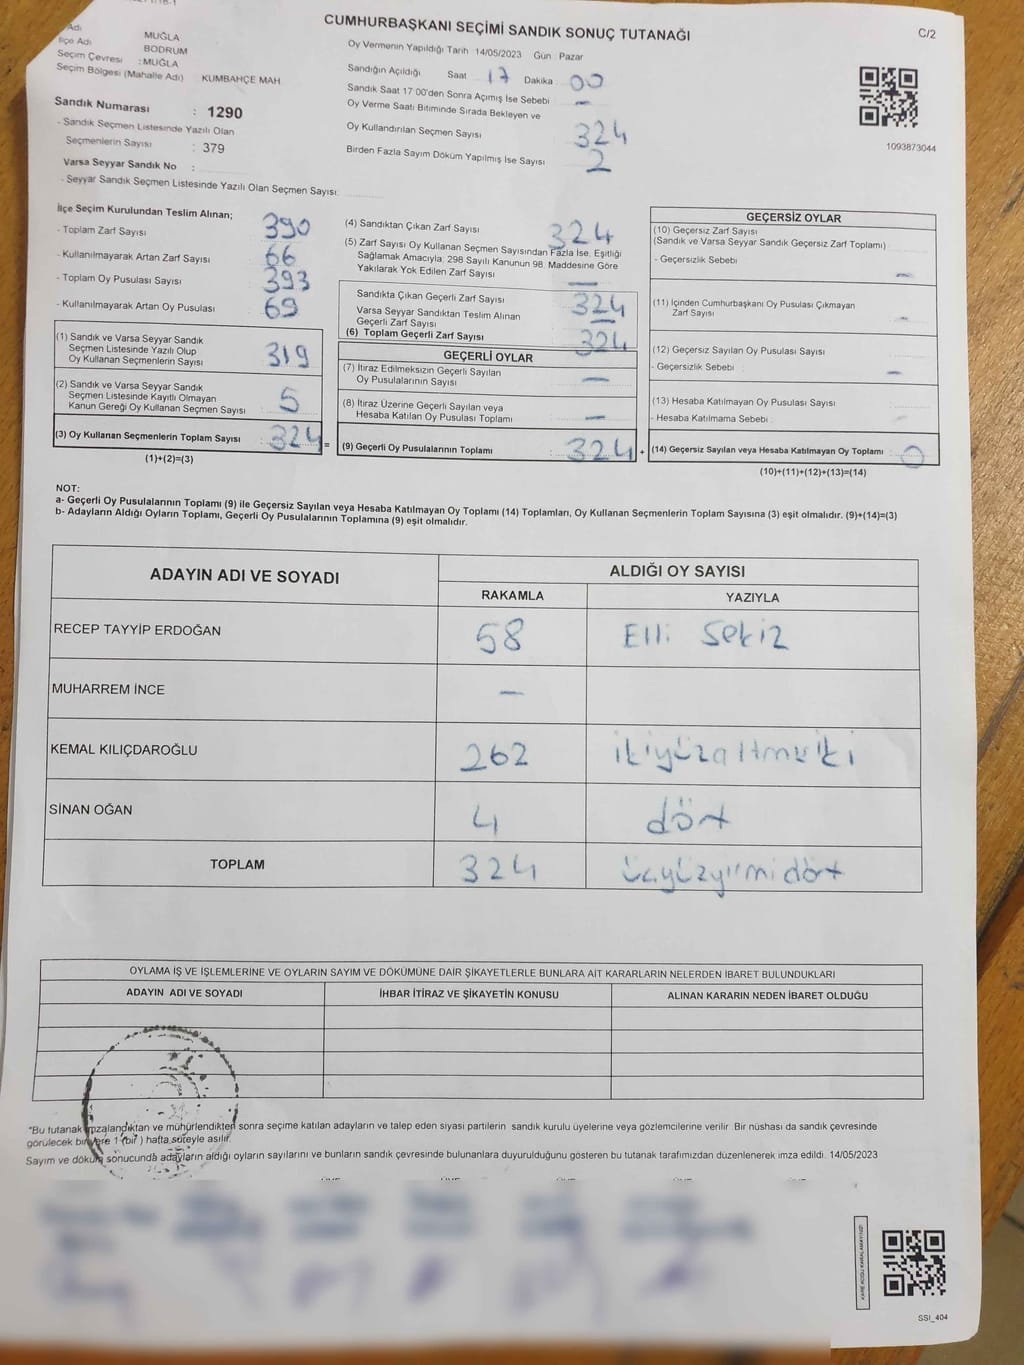 CUMHURBAŞKANI SEÇİMİ SANDIK SONUÇ TUTANAĞI
C/2
Adı MUĞLA
İlçe Adı BODRUM
Seçim Çevresi : MUĞLA
Seçim Bölgesi (Mahalle Adı) KUMBAHÇE MAH
Sandık Numarası : 1290
- Sandık Seçmen Listesinde Yazılı Olan
Seçmenlerin Sayısı : 379
Varsa Seyyar Sandık No :
- Seyyar Sandık Seçmen Listesinde Yazılı Olan Seçmen Sayısı:
Oy Vermenin Yapıldığı Tarih 14/05/2023 Gün Pazar
Sandığın Açıldığı Saat 17 Dakika 00
Sandık Saat 17 00'den Sonra Açımış İse Sebebi —
Oy Verme Saati Bitiminde Sırada Bekleyen ve
Oy Kullandırılan Seçmen Sayısı 324
Birden Fazla Sayım Döküm Yapılmış İse Sayısı 2
1093873044
İlçe Seçim Kurulundan Teslim Alınan;
- Toplam Zarf Sayısı 390
- Kullanılmayarak Artan Zarf Sayısı 66
- Toplam Oy Pusulası Sayısı 393
- Kullanılmayarak Artan Oy Pusulası 69
(1) Sandık ve Varsa Seyyar Sandık
Seçmen Listesinde Yazılı Olup
Oy Kullanan Seçmenlerin Sayısı 319
(2) Sandık ve Varsa Seyyar Sandık
Seçmen Listesinde Kayıtlı Olmayan
Kanun Gereği Oy Kullanan Seçmen Sayısı 5
(3) Oy Kullanan Seçmenlerin Toplam Sayısı : 324 =
(1)+(2)=(3)
(4) Sandıktan Çıkan Zarf Sayısı 324
(5) Zarf Sayısı Oy Kullanan Seçmen Sayısından Fazla İse, Eşitliği
Sağlamak Amacıyla, 298 Sayılı Kanunun 98. Maddesine Göre
Yakılarak Yok Edilen Zarf Sayısı —
Sandıkta Çıkan Geçerli Zarf Sayısı 324
Varsa Seyyar Sandıktan Teslim Alınan
Geçerli Zarf Sayısı —
(6) Toplam Geçerli Zarf Sayısı 324
GEÇERLİ OYLAR
(7) İtiraz Edilmeksizin Geçerli Sayılan
Oy Pusulalarının Sayısı —
(8) İtiraz Üzerine Geçerli Sayılan veya
Hesaba Katılan Oy Pusulası Toplamı —
(9) Geçerli Oy Pusulalarının Toplamı : 324 +
GEÇERSİZ OYLAR
(10) Geçersiz Zarf Sayısı
(Sandık ve Varsa Seyyar Sandık Geçersiz Zarf Toplamı)
- Geçersizlik Sebebi —
(11) İçinden Cumhurbaşkanı Oy Pusulası Çıkmayan
Zarf Sayısı —
(12) Geçersiz Sayılan Oy Pusulası Sayısı
- Geçersizlik Sebebi —
(13) Hesaba Katılmayan Oy Pusulası Sayısı
- Hesaba Katılmama Sebebi —
(14) Geçersiz Sayılan veya Hesaba Katılmayan Oy Toplamı : 0
(10)+(11)+(12)+(13)=(14)
NOT:
a- Geçerli Oy Pusulalarının Toplamı (9) ile Geçersiz Sayılan veya Hesaba Katılmayan Oy Toplamı (14) Toplamları, Oy Kullanan Seçmenlerin Toplam Sayısına (3) eşit olmalıdır. (9)+(14)=(3)
b- Adayların Aldığı Oyların Toplamı, Geçerli Oy Pusulalarının Toplamına (9) eşit olmalıdır.
ADAYIN ADI VE SOYADI
ALDIĞI OY SAYISI
RAKAMLA YAZIYLA
RECEP TAYYİP ERDOĞAN 58 Elli Sekiz
MUHARREM İNCE —
KEMAL KILIÇDAROĞLU 262 ikiyüzaltmıiki
SİNAN OĞAN 4 dört
TOPLAM 324 üçyüzyirmidört
OYLAMA İŞ VE İŞLEMLERİNE VE OYLARIN SAYIM VE DÖKÜMÜNE DAİR ŞİKAYETLERLE BUNLARA AİT KARARLARIN NELERDEN İBARET BULUNDUKLARI
ADAYIN ADI VE SOYADI İHBAR İTİRAZ VE ŞİKAYETİN KONUSU ALINAN KARARIN NEDEN İBARET OLDUĞU
*Bu tutanak imzalandıktan ve mühürlendikten sonra seçime katılan adayların ve talep eden siyasi partilerin sandık kurulu üyelerine veya gözlemcilerine verilir. Bir nüshası da sandık çevresinde
görülecek bir yere 1 (bir) hafta süreyle asılır.
Sayım ve döküm sonucunda adayların aldığı oyların sayılarını ve bunların sandık çevresinde bulunanlara duyurulduğunu gösteren bu tutanak tarafımızdan düzenlenerek imza edildi. 14/05/2023
KARE KODU KARALAMAYINIZ!
SSİ_404